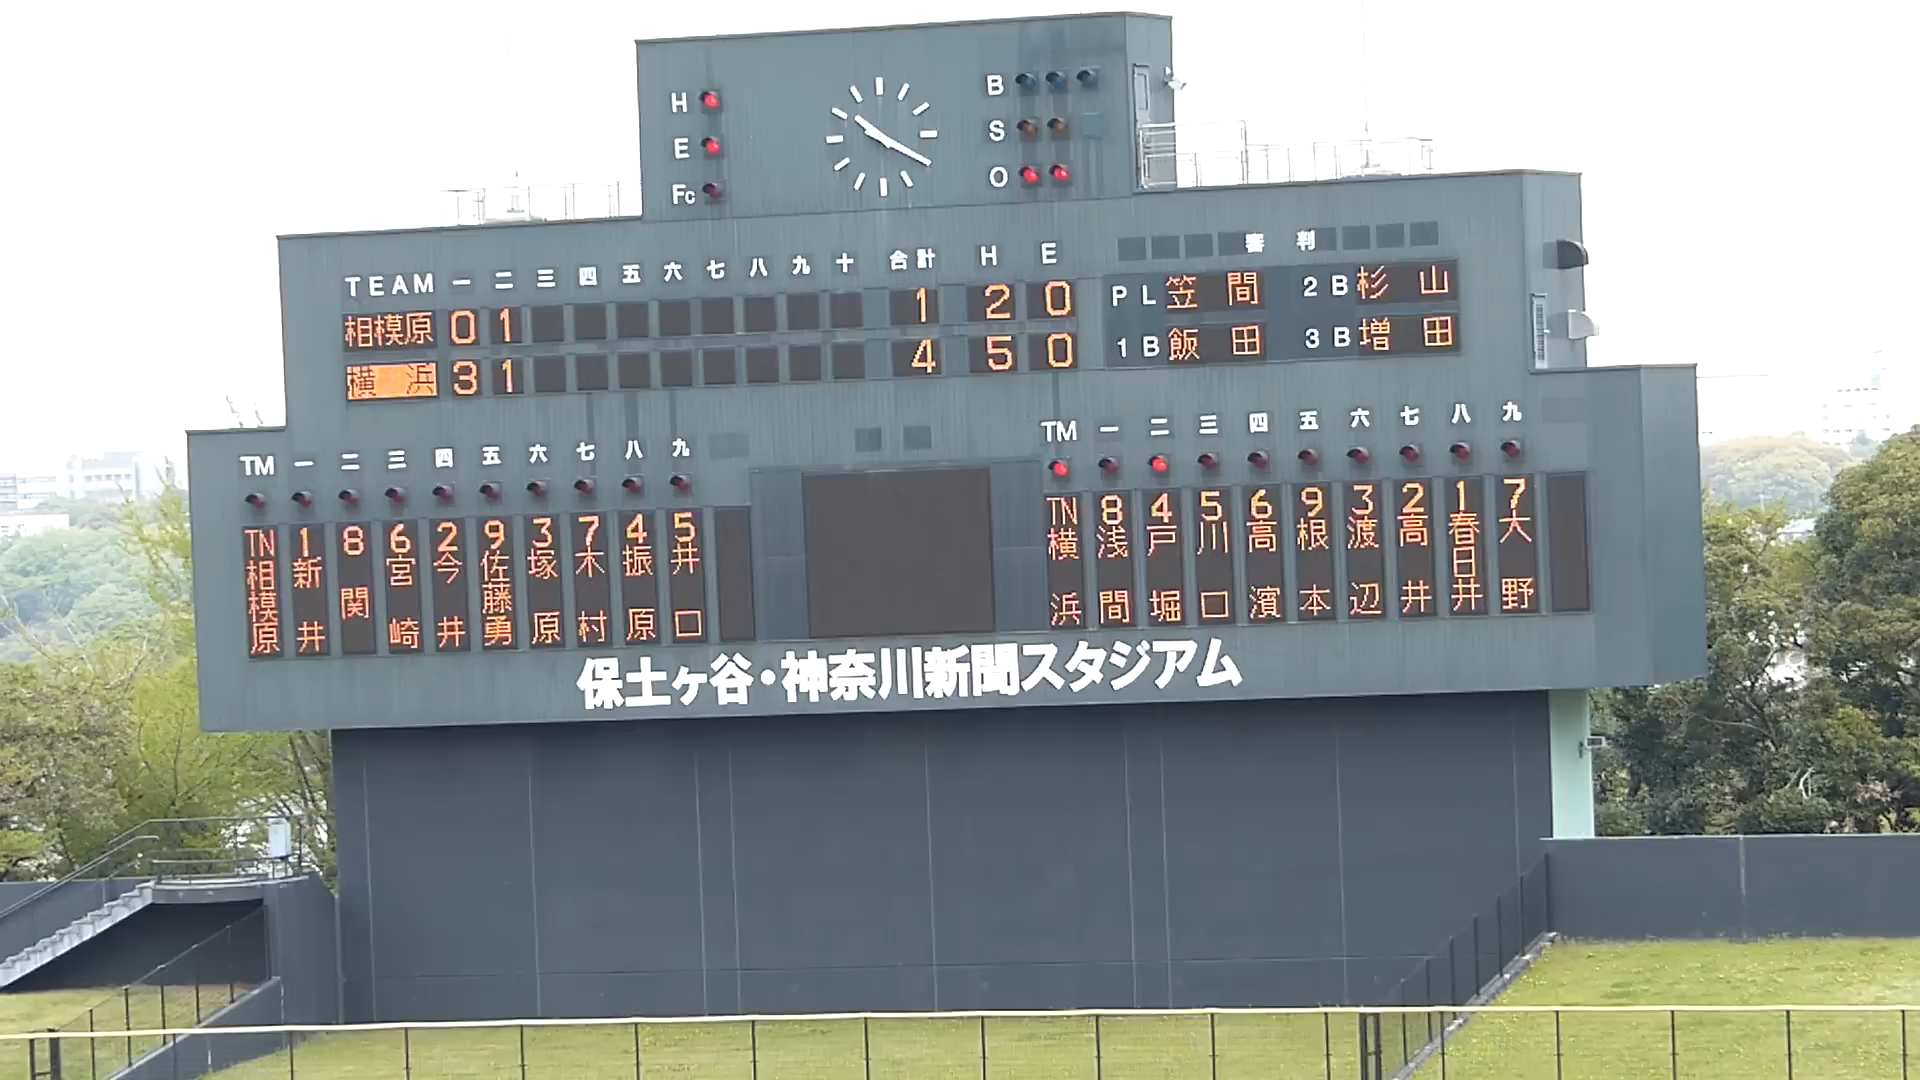 H B
E S
Fc O
TEAM 一 二 三 四 五 六 七 八 九 十 合計 H E
相模原 0 1 1 2 0
横浜 3 1 4 5 0
審判
PL 笠間 2B 杉山
1B 飯田 3B 増田
TM 一 二 三 四 五 六 七 八 九
TN 1 8 6 2 9 3 7 4 5
相模原 新井 関 宮崎 今井 佐藤勇 塚原 木村 振原 井口
TM 一 二 三 四 五 六 七 八 九
TN 8 4 5 6 9 3 2 1 7
横浜 浅間 戸堀 川口 高濱 根本 渡辺 高井 春日井 大野
保土ヶ谷・神奈川新聞スタジアム